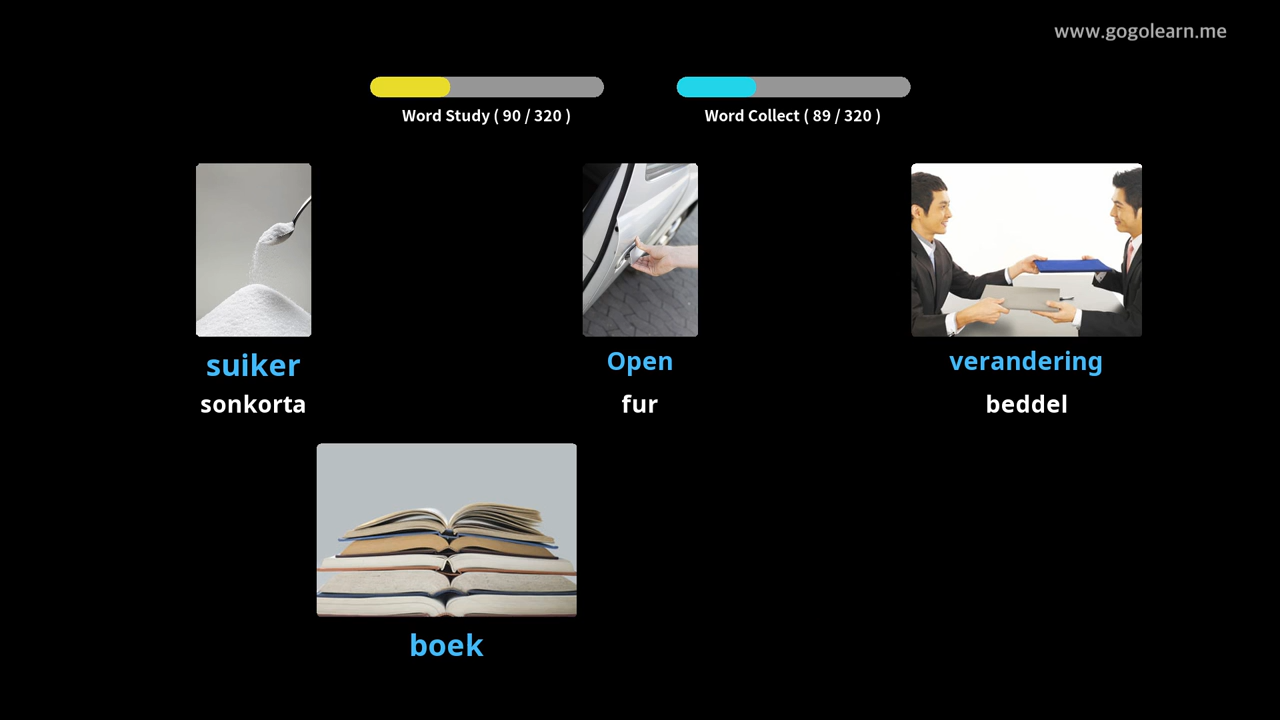 www.gogolearn.me
Word Study ( 90 / 320 )
Word Collect ( 89 / 320 )
suiker
sonkorta
Open
fur
verandering
beddel
boek